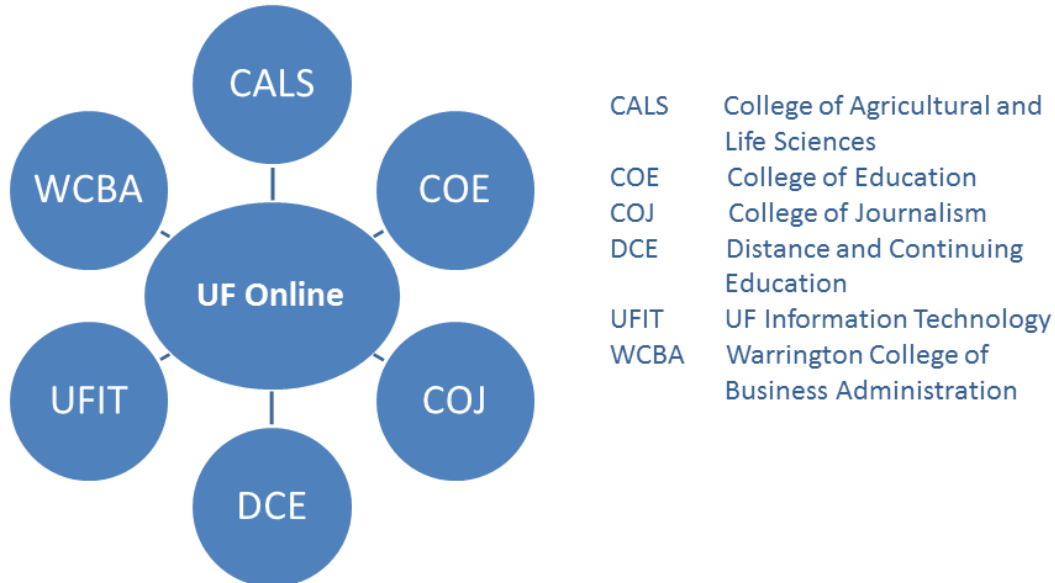 CALS
WCBA
COE
UF Online
UFIT
COJ
DCE
CALS College of Agricultural and
Life Sciences
COE College of Education
COJ College of Journalism
DCE Distance and Continuing
Education
UFIT UF Information Technology
WCBA Warrington College of
Business Administration